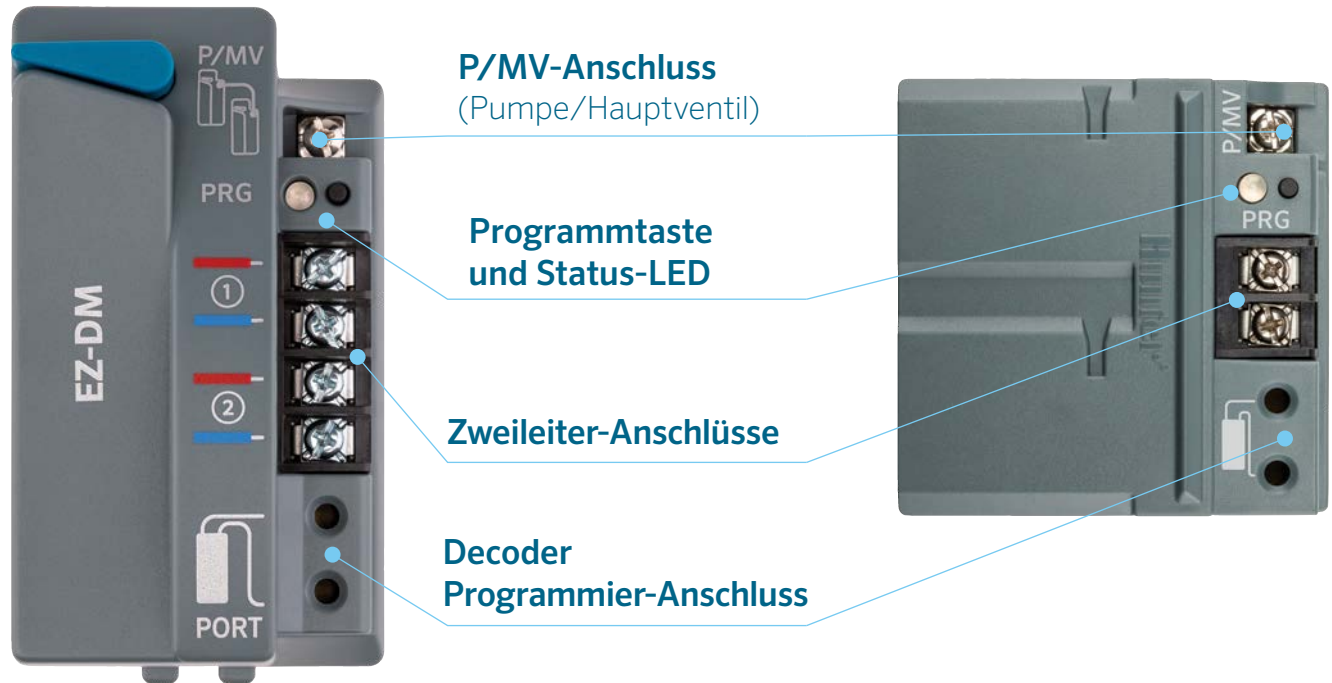 P/MV
PRG
1
2
EZ-DM
PORT
P/MV-Anschluss
(Pumpe/Hauptventil)
Programmtaste
und Status-LED
Zweileiter-Anschlüsse
Decoder
Programmier-Anschluss
P/MV
PRG
Hunter